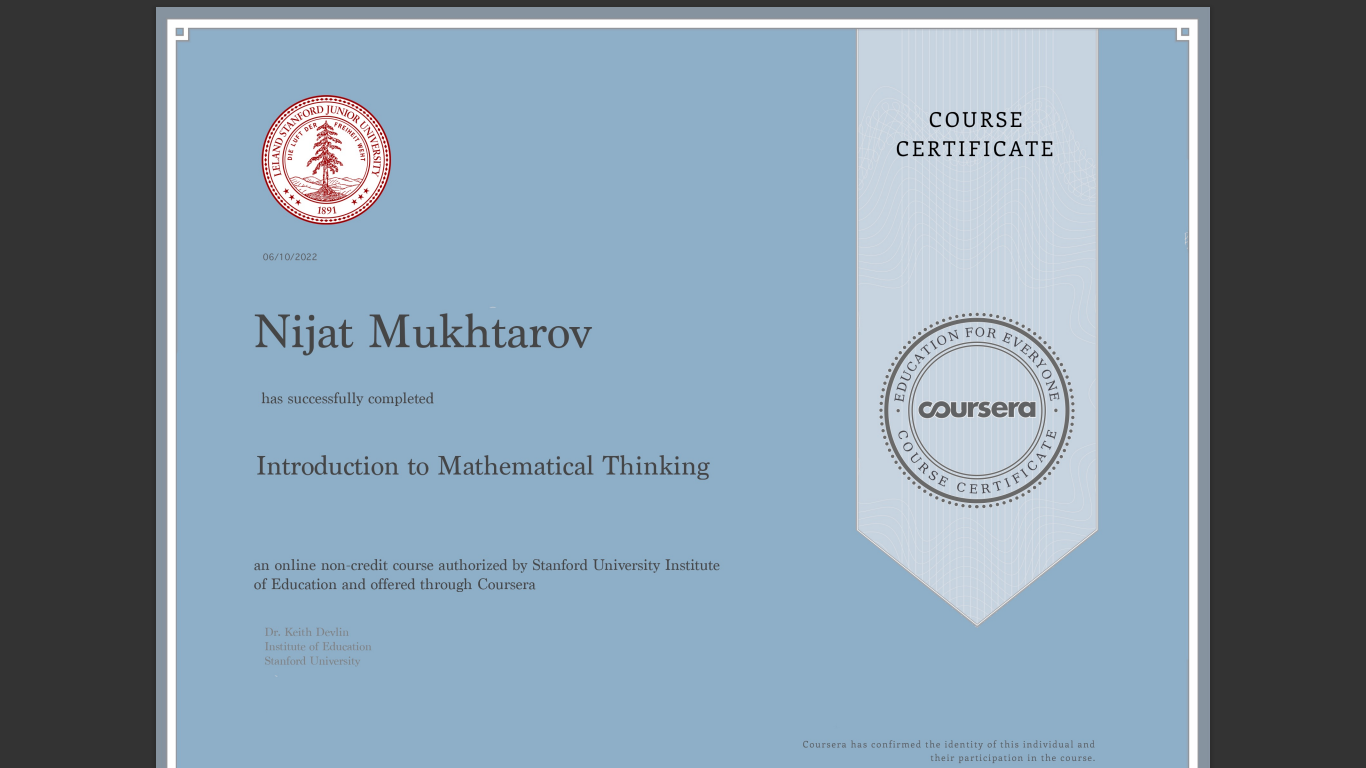 LELAND STANFORD JUNIOR UNIVERSITY
DIE LUFT DER FREIHEIT WEHT
1891
COURSE
CERTIFICATE
06/10/2022
Nijat Mukhtarov
has successfully completed
Introduction to Mathematical Thinking
an online non-credit course authorized by Stanford University Institute
of Education and offered through Coursera
Dr. Keith Devlin
Institute of Education
Stanford University
EDUCATION FOR EVERYONE
coursera
COURSE CERTIFICATE
Coursera has confirmed the identity of this individual and
their participation in the course.